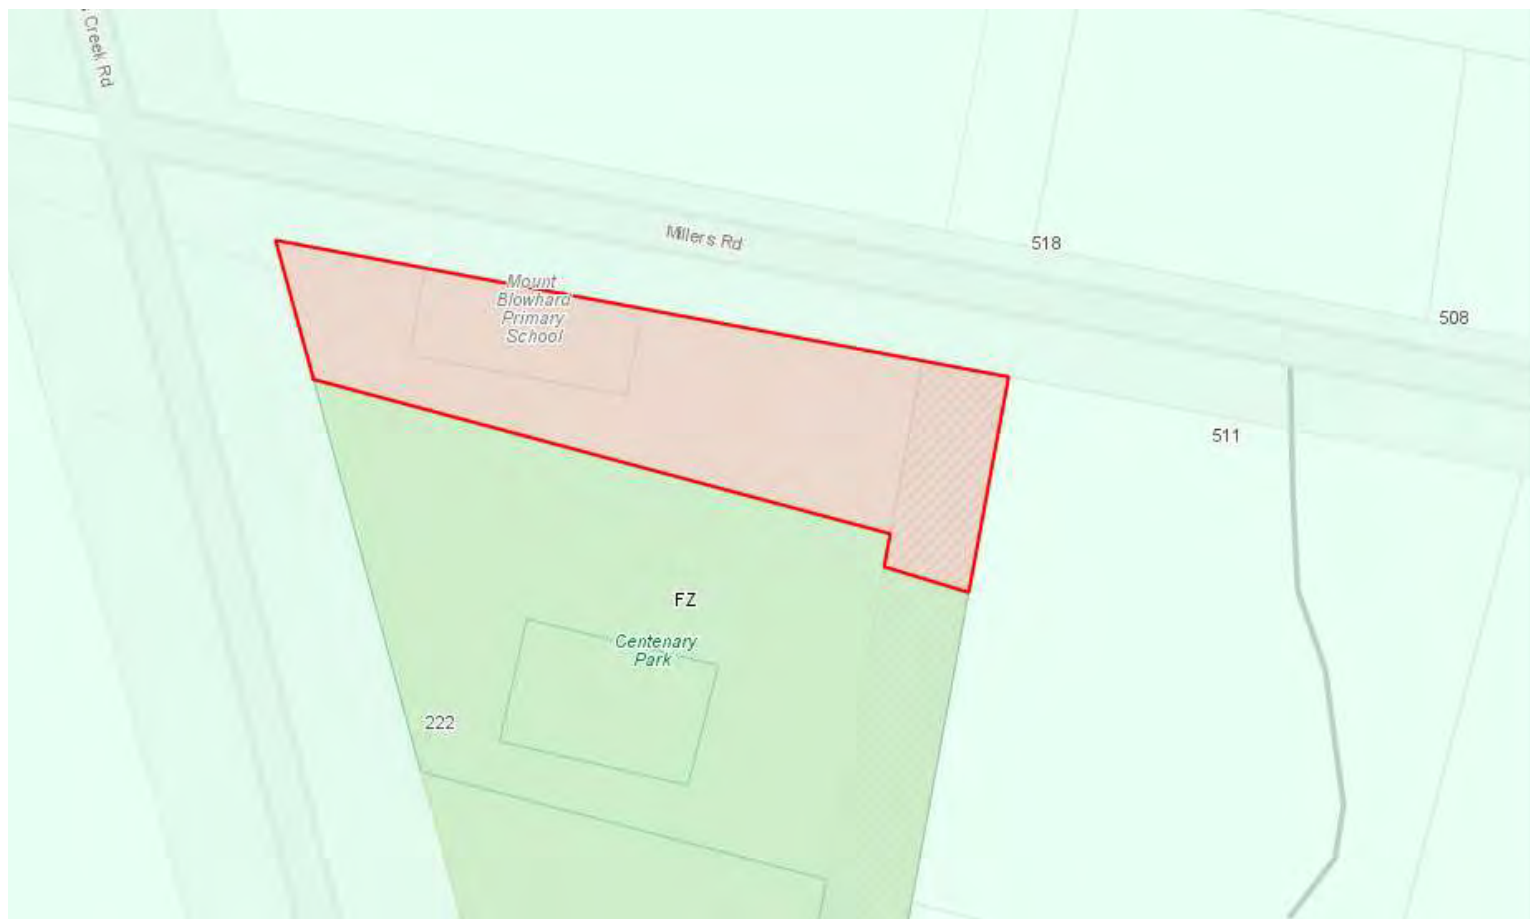 Creek Rd
Millers Rd
518
Mount
Blowhard
Primary
School
508
511
FZ
Centenary
Park
222